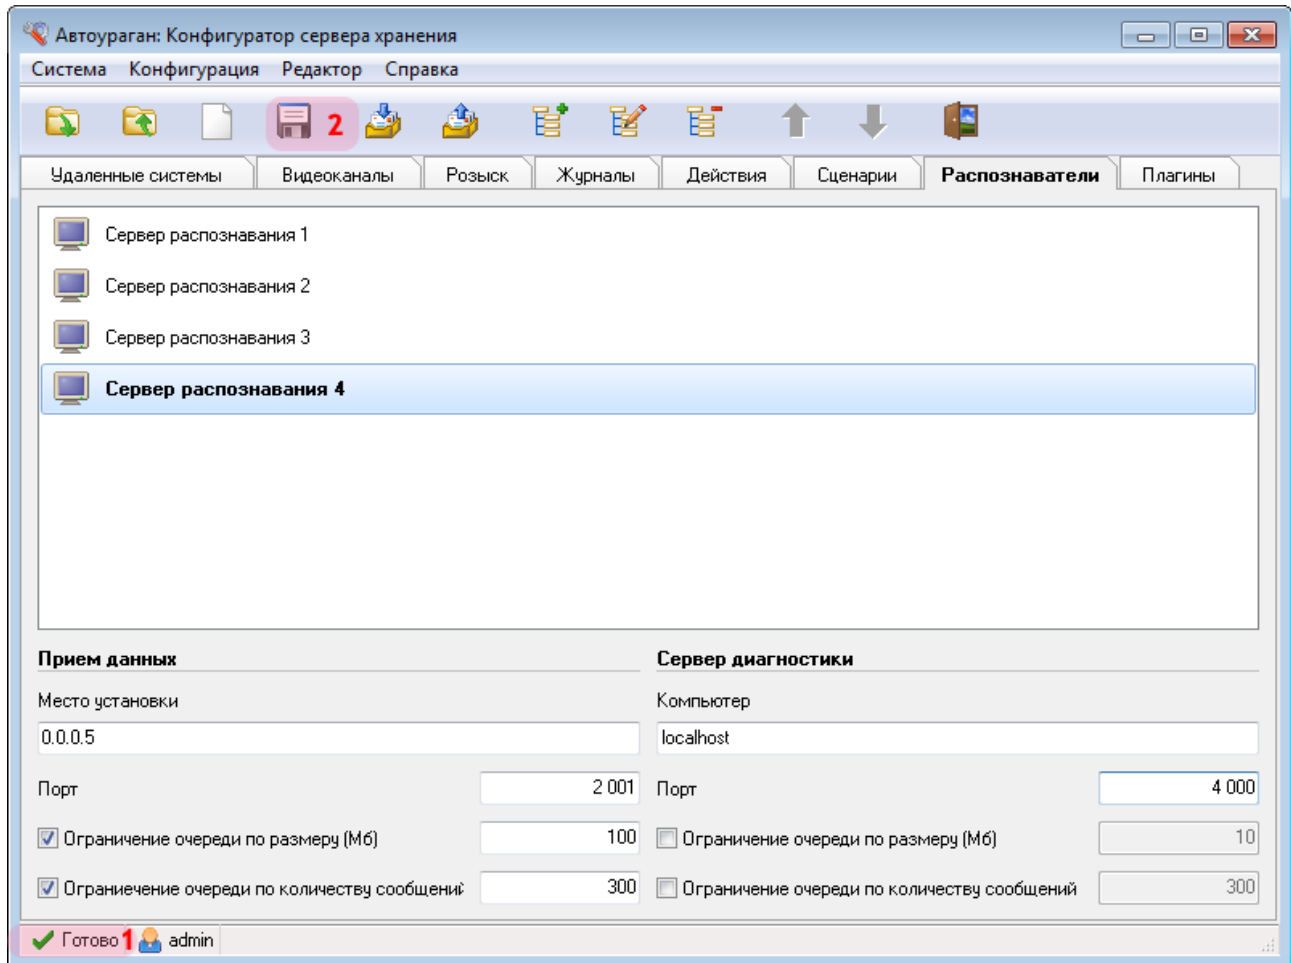 Автоураган: Конфигуратор сервера хранения
Система Конфигурация Редактор Справка
2
Удаленные системы Видеоканалы Розыск Журналы Действия Сценарии Распознаватели Плагины
Сервер распознавания 1
Сервер распознавания 2
Сервер распознавания 3
Сервер распознавания 4
Прием данных Сервер диагностики
Место установки Компьютер
0.0.0.5 localhost
Порт 2 001 Порт 4 000
Ограничение очереди по размеру (Мб) 100 Ограничение очереди по размеру (Мб) 10
Ограниечение очереди по количеству сообщений 300 Ограничение очереди по количеству сообщений 300
Готово 1 admin